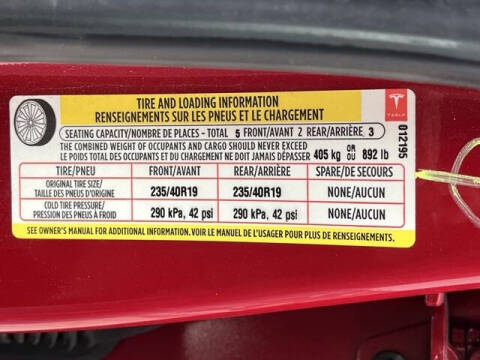 TIRE AND LOADING INFORMATION
RENSEIGNEMENTS SUR LES PNEUS ET LE CHARGEMENT
TESLA
SEATING CAPACITY/NOMBRE DE PLACES - TOTAL 5 FRONT/AVANT 2 REAR/ARRIÈRE 3
THE COMBINED WEIGHT OF OCCUPANTS AND CARGO SHOULD NEVER EXCEED
LE POIDS TOTAL DES OCCUPANTS ET DU CHARGEMENT NE DOIT JAMAIS DÉPASSER 405 kg OR OU 892 lb
TIRE/PNEU FRONT/AVANT REAR/ARRIÈRE SPARE/DE SECOURS
ORIGINAL TIRE SIZE/
TAILLE DES PNEUS D'ORIGINE 235/40R19 235/40R19 NONE/AUCUN
COLD TIRE PRESSURE/
PRESSION DES PNEUS À FROID 290 kPa, 42 psi 290 kPa, 42 psi NONE/AUCUN
SEE OWNER'S MANUAL FOR ADDITIONAL INFORMATION. VOIR LE MANUEL DE L'USAGER POUR PLUS DE RENSEIGNEMENTS.
012195